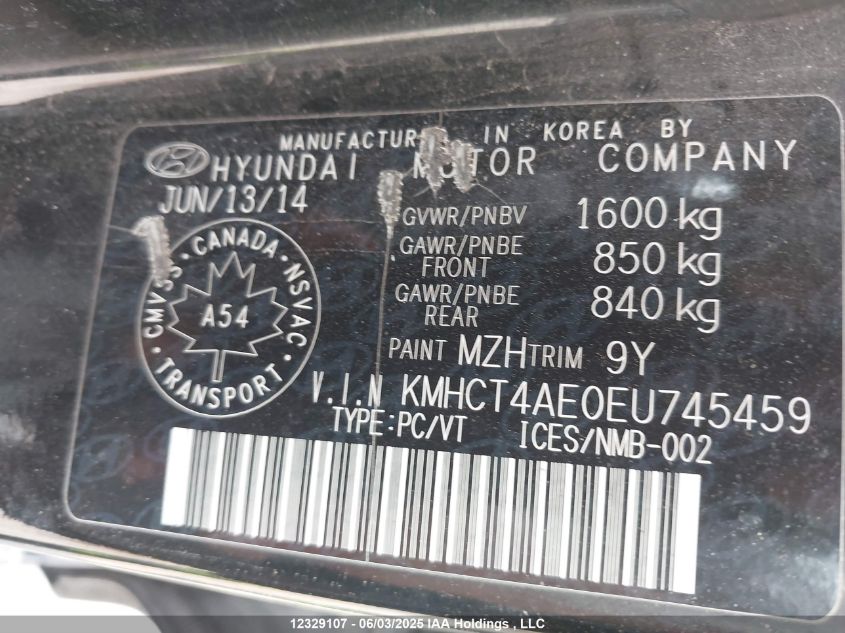 MANUFACTUR IN KOREA BY
HYUNDAI MOTOR COMPANY
JUN/13/14
GVWR/PNBV 1600 kg
GAWR/PNBE FRONT 850 kg
GAWR/PNBE REAR 840 kg
CMVSS · CANADA · NSVAC · TRANSPORT ·
A54
PAINT MZH TRIM 9Y
V.I.N KMHCT4AE0EU745459
TYPE:PC/VT ICES/NMB-002
12329107 - 06/03/2025 IAA Holdings , LLC